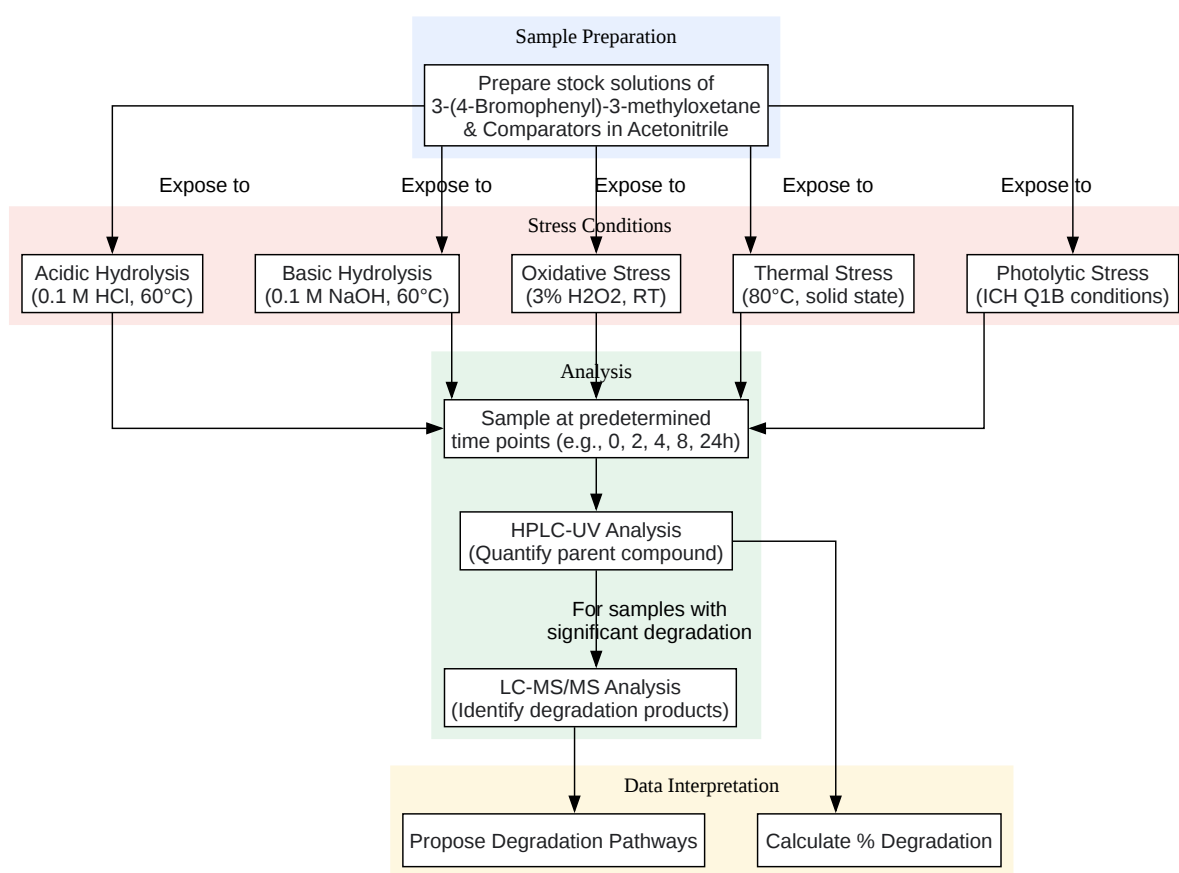 Sample Preparation
Prepare stock solutions of
3-(4-Bromophenyl)-3-methyloxetane
& Comparators in Acetonitrile
Expose to
Expose to
Expose to
Expose to
Expose to
Stress Conditions
Acidic Hydrolysis
(0.1 M HCl, 60°C)
Basic Hydrolysis
(0.1 M NaOH, 60°C)
Oxidative Stress
(3% H2O2, RT)
Thermal Stress
(80°C, solid state)
Photolytic Stress
(ICH Q1B conditions)
Analysis
Sample at predetermined
time points (e.g., 0, 2, 4, 8, 24h)
HPLC-UV Analysis
(Quantify parent compound)
For samples with
significant degradation
LC-MS/MS Analysis
(Identify degradation products)
Data Interpretation
Propose Degradation Pathways
Calculate % Degradation